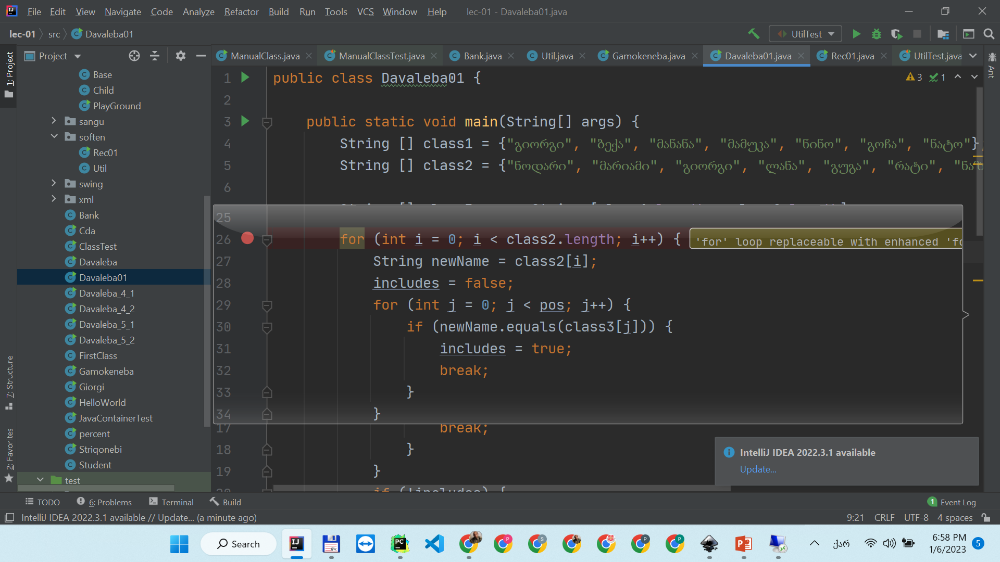 File Edit View Navigate Code Analyze Refactor Build Run Tools VCS Window Help lec-01 - Davaleba01.java
lec-01 src Davaleba01
UtilTest
1: Project
Project
ManualClass.java ManualClassTest.java Bank.java Util.java Gamokeneba.java Davaleba01.java Rec01.java UtilTest.java
Ant
Base
Child
PlayGround
sangu
soften
Rec01
Util
swing
xml
Bank
Cda
ClassTest
Davaleba
Davaleba01
Davaleba_4_1
Davaleba_4_2
Davaleba_5_1
Davaleba_5_2
FirstClass
Gamokeneba
Giorgi
HelloWorld
JavaContainerTest
percent
Striqonebi
Student
test
7: Structure
2: Favorites
3 1
1 public class Davaleba01 {
2
3 public static void main(String[] args) {
4 String [] class1 = {"გიორგი", "ბექა", "მანანა", "მამუკა", "ნინო", "გოჩა", "ნატო"}
5 String [] class2 = {"ნოდარი", "მარიამი", "გიორგი", "ლანა", "გუგა", "რატი",
6
25
26 for (int i = 0; i < class2.length; i++) { 'for' loop replaceable with enhanced
27 String newName = class2[i];
28 includes = false;
29 for (int j = 0; j < pos; j++) {
30 if (newName.equals(class3[j])) {
31 includes = true;
32 break;
33 }
34 }
17 break;
18 }
19 }
if (!includes) {
IntelliJ IDEA 2022.3.1 available
Update...
TODO 6: Problems Terminal Build
1 Event Log
IntelliJ IDEA 2022.3.1 available // Update... (a minute ago)
9:21 CRLF UTF-8 4 spaces
Search
ქარ
6:58 PM
1/6/2023
5